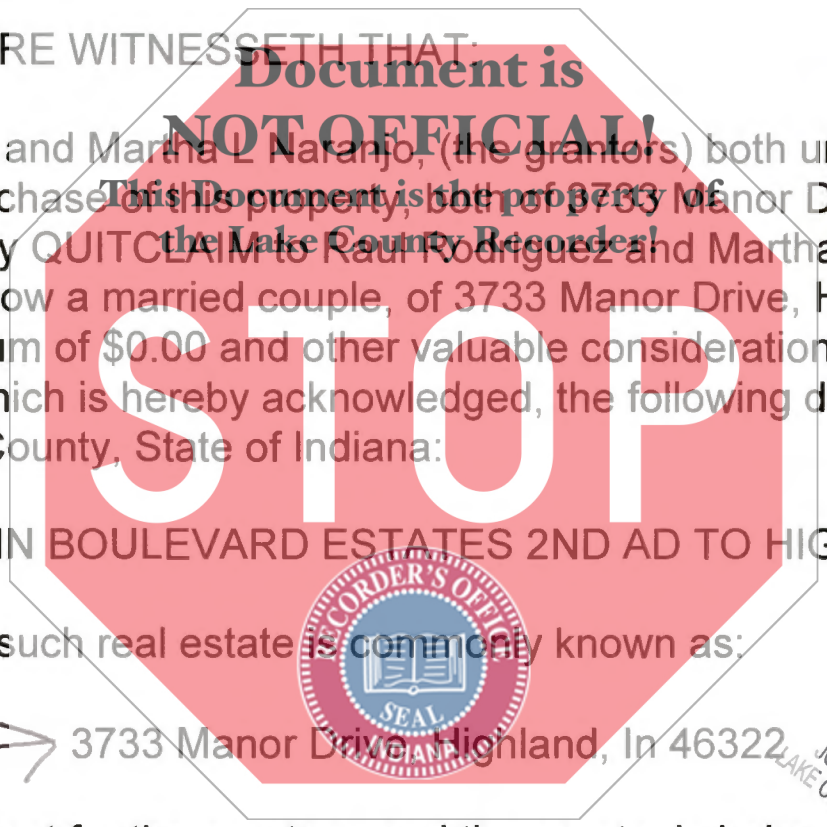 RE WITNESSETH THAT:
Document is
NOT OFFICIAL!
and Martha L Naranjo, (the grantors) both
This Document is the property of
chase of this property, both of 3733 Manor D
the Lake County Recorder!
y QUITCLAIM to Raul Rodriguez and Martha
ow a married couple, of 3733 Manor Drive, H
m of $0.00 and other valuable consideration
ich is hereby acknowledged, the following d
STOP
County, State of Indiana:
IN BOULEVARD ESTATES 2ND AD TO HIG
RECORDER'S OFFICE
such real estate is commonly known as:
SEAL
INDIANA
3733 Manor Drive, Highland, In 46322
LAKE